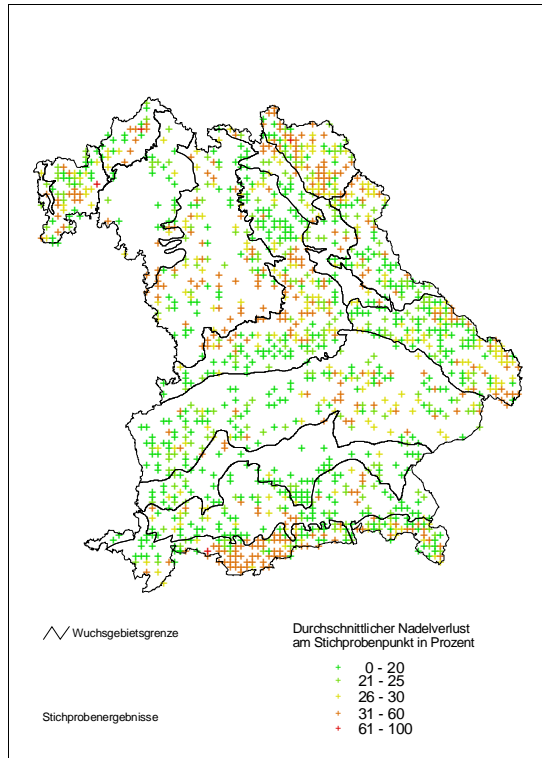 Wuchsgebietsgrenze
Durchschnittlicher Nadelverlust
am Stichprobenpunkt in Prozent
0 - 20
21 - 25
26 - 30
31 - 60
61 - 100
Stichprobenergebnisse